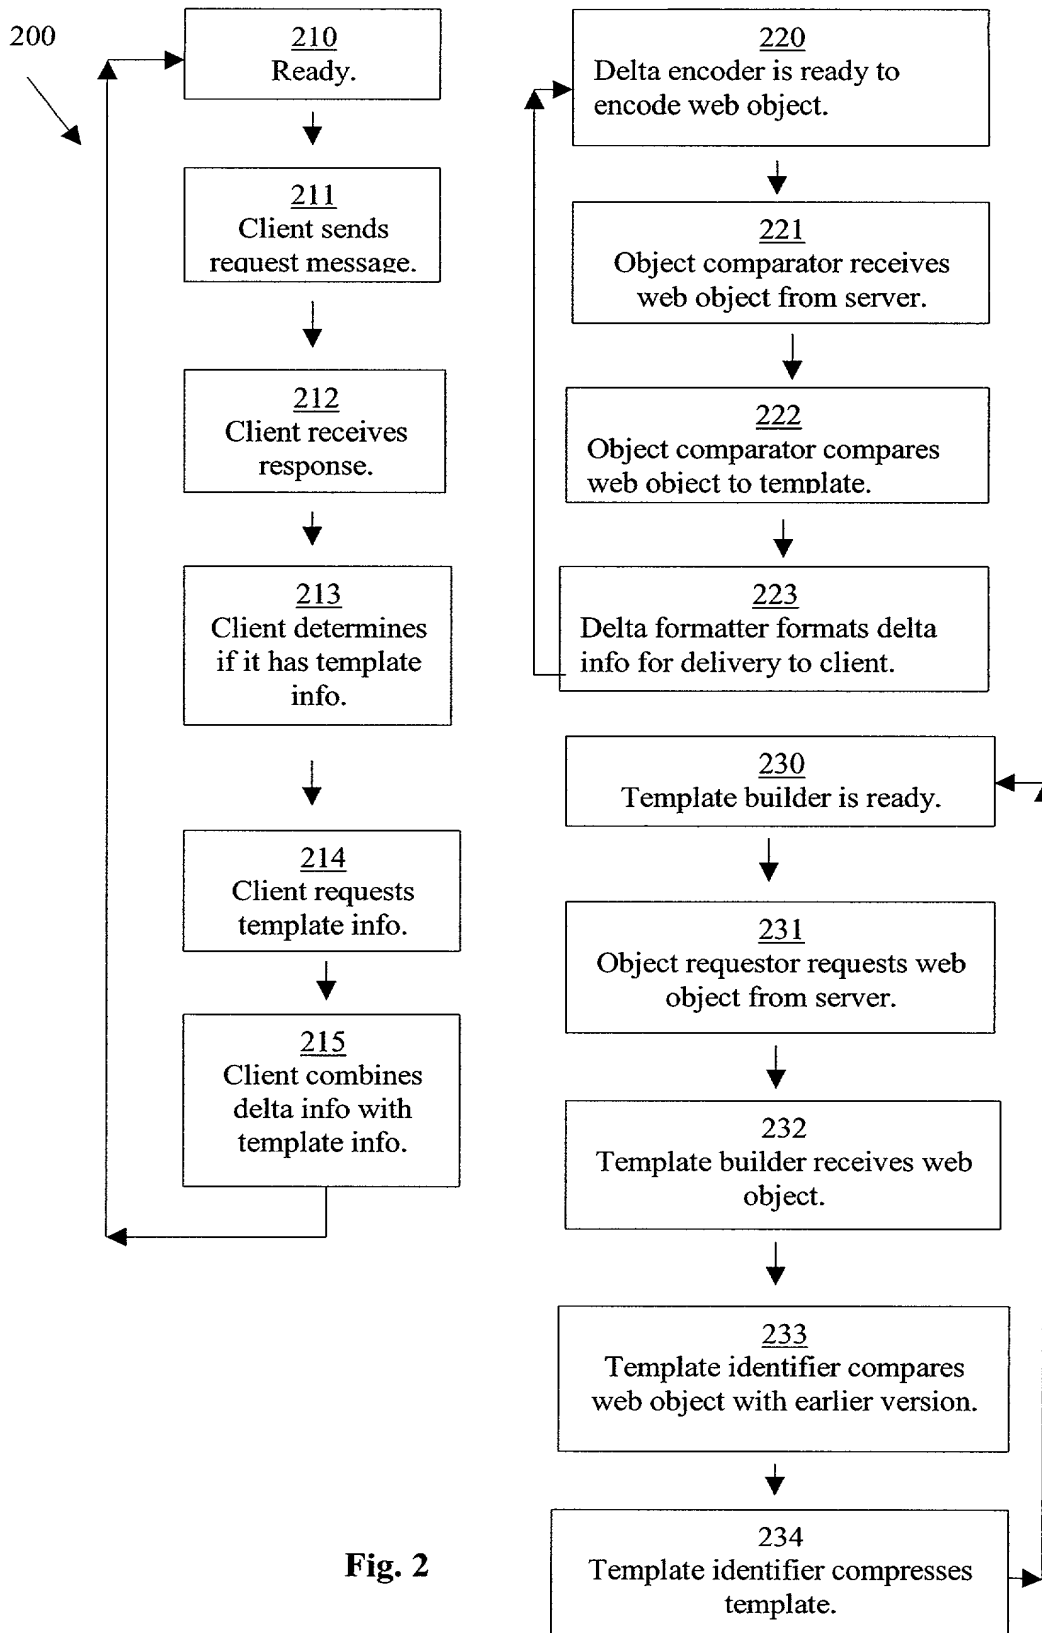 200
210
Ready.
211
Client sends
request message.
212
Client receives
response.
213
Client determines
if it has template
info.
214
Client requests
template info.
215
Client combines
delta info with
template info.
220
Delta encoder is ready to
encode web object.
221
Object comparator receives
web object from server.
222
Object comparator compares
web object to template.
223
Delta formatter formats delta
info for delivery to client.
230
Template builder is ready.
231
Object requestor requests web
object from server.
232
Template builder receives web
object.
233
Template identifier compares
web object with earlier version.
234
Template identifier compresses
template.
Fig. 2